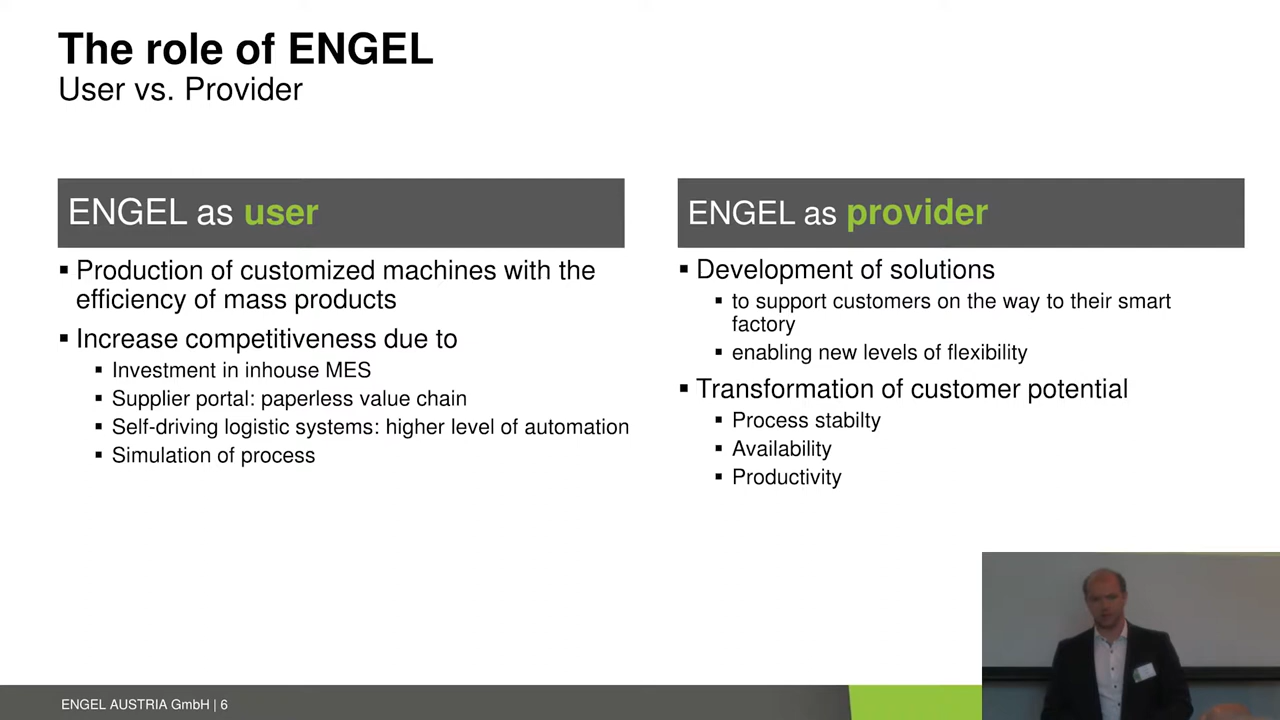 The role of ENGEL
User vs. Provider
ENGEL as user
▪ Production of customized machines with the
efficiency of mass products
▪ Increase competitiveness due to
▪ Investment in inhouse MES
▪ Supplier portal: paperless value chain
▪ Self-driving logistic systems: higher level of automation
▪ Simulation of process
ENGEL as provider
▪ Development of solutions
▪ to support customers on the way to their smart
factory
▪ enabling new levels of flexibility
▪ Transformation of customer potential
▪ Process stabilty
▪ Availability
▪ Productivity
ENGEL AUSTRIA GmbH | 6